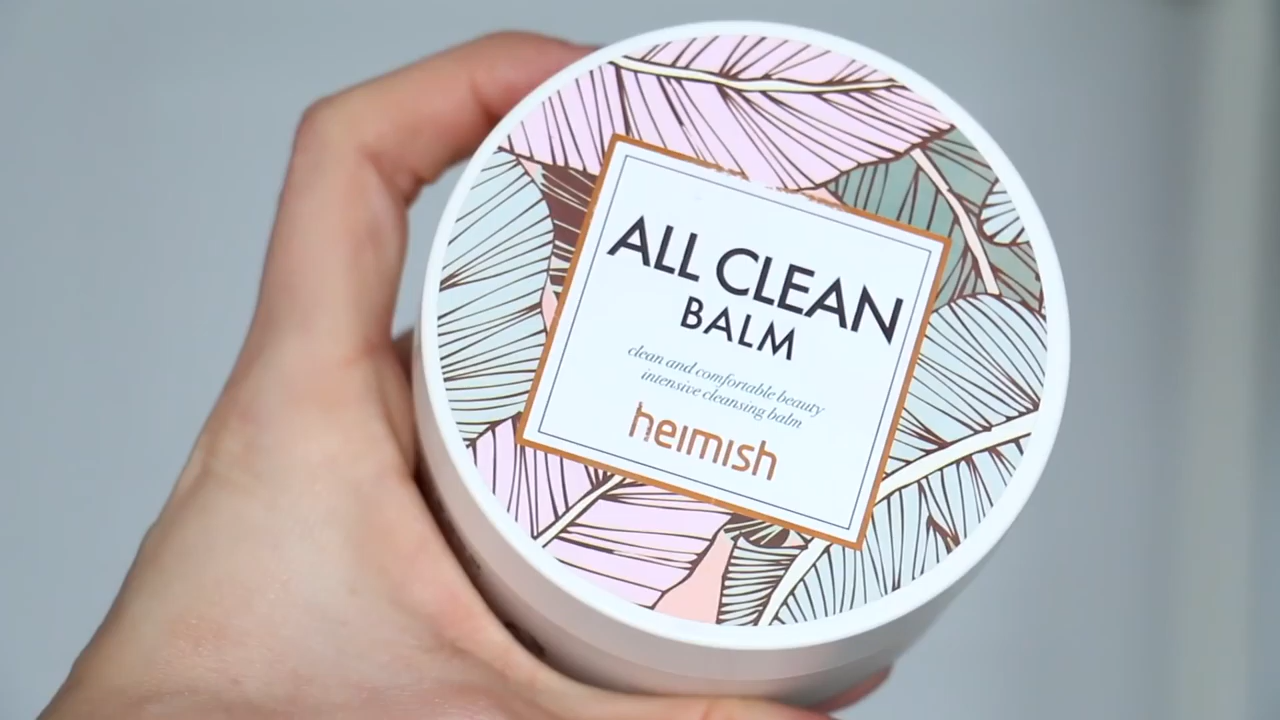 ALL CLEAN
BALM
clean and comfortable beauty
intensive cleansing balm
heimish